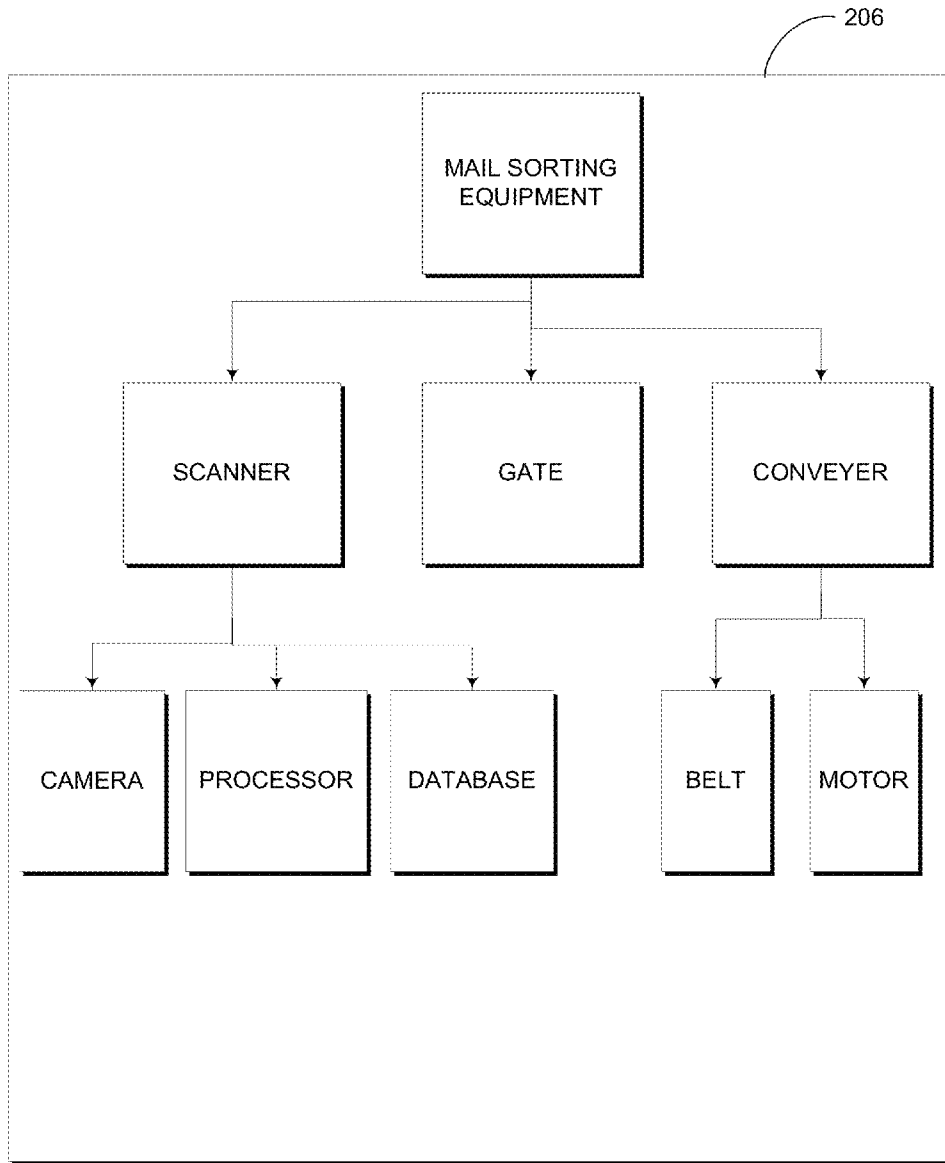 206
MAIL SORTING
EQUIPMENT
SCANNER
GATE
CONVEYER
CAMERA
PROCESSOR
DATABASE
BELT
MOTOR